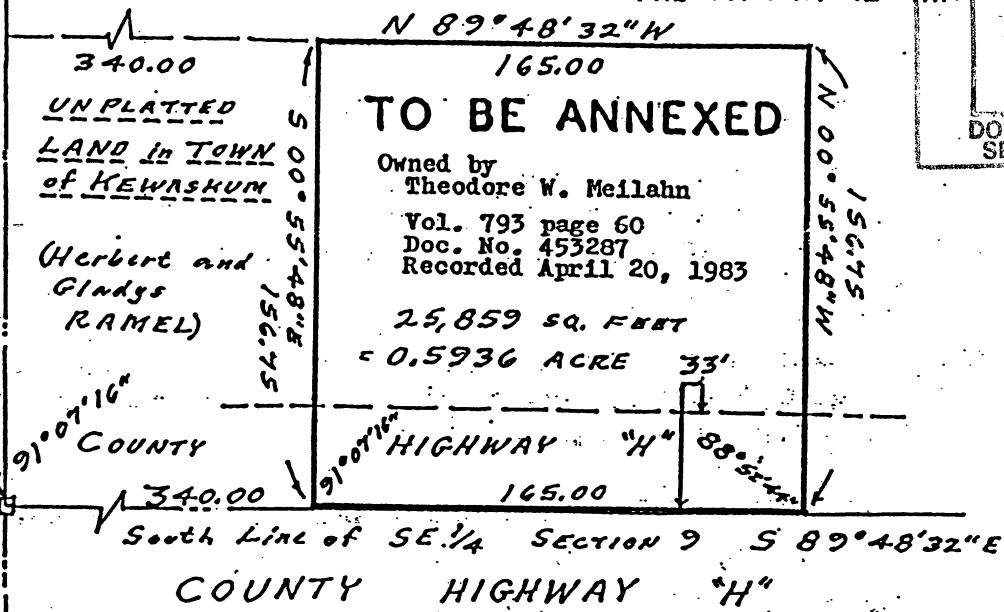 N 89°48'32"W
340.00
165.00
UNPLATTED
LAND in TOWN
of KEWASKUM
(Herbert and
Gladys
RAMEL)
S 00°55'48"E
156.75
TO BE ANNEXED
Owned by
Theodore W. Meilahn
Vol. 793 page 60
Doc. No. 453287
Recorded April 20, 1983
25,859 SQ. FEET
= 0.5936 ACRE
33'
N 00°55'48"W
156.75
91°07'16"
COUNTY
91°07'16"
HIGHWAY "H"
88°52'44"
340.00
165.00
South Line of SE.1/4 SECTION 9 S 89°48'32"E
COUNTY HIGHWAY "H"